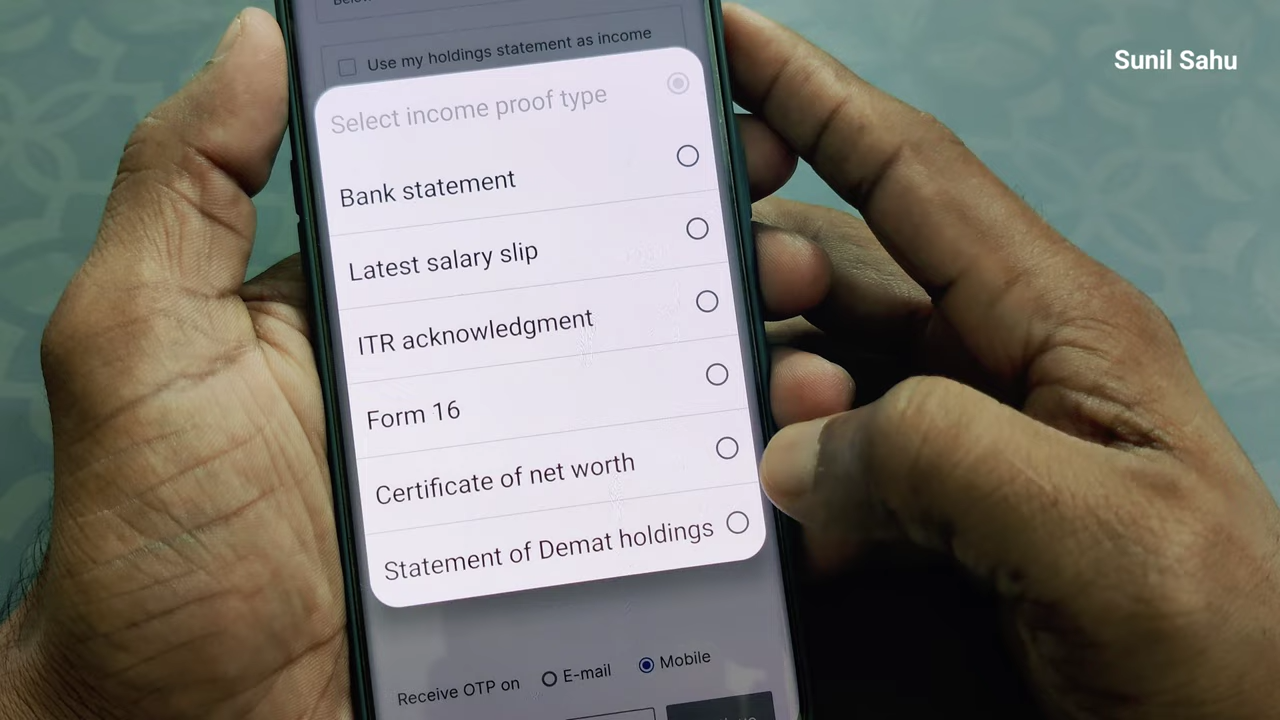 Sunil Sahu
Use my holdings statement as income
Select income proof type
Bank statement
Latest salary slip
ITR acknowledgment
Form 16
Certificate of net worth
Statement of Demat holdings
Receive OTP on
E-mail
Mobile